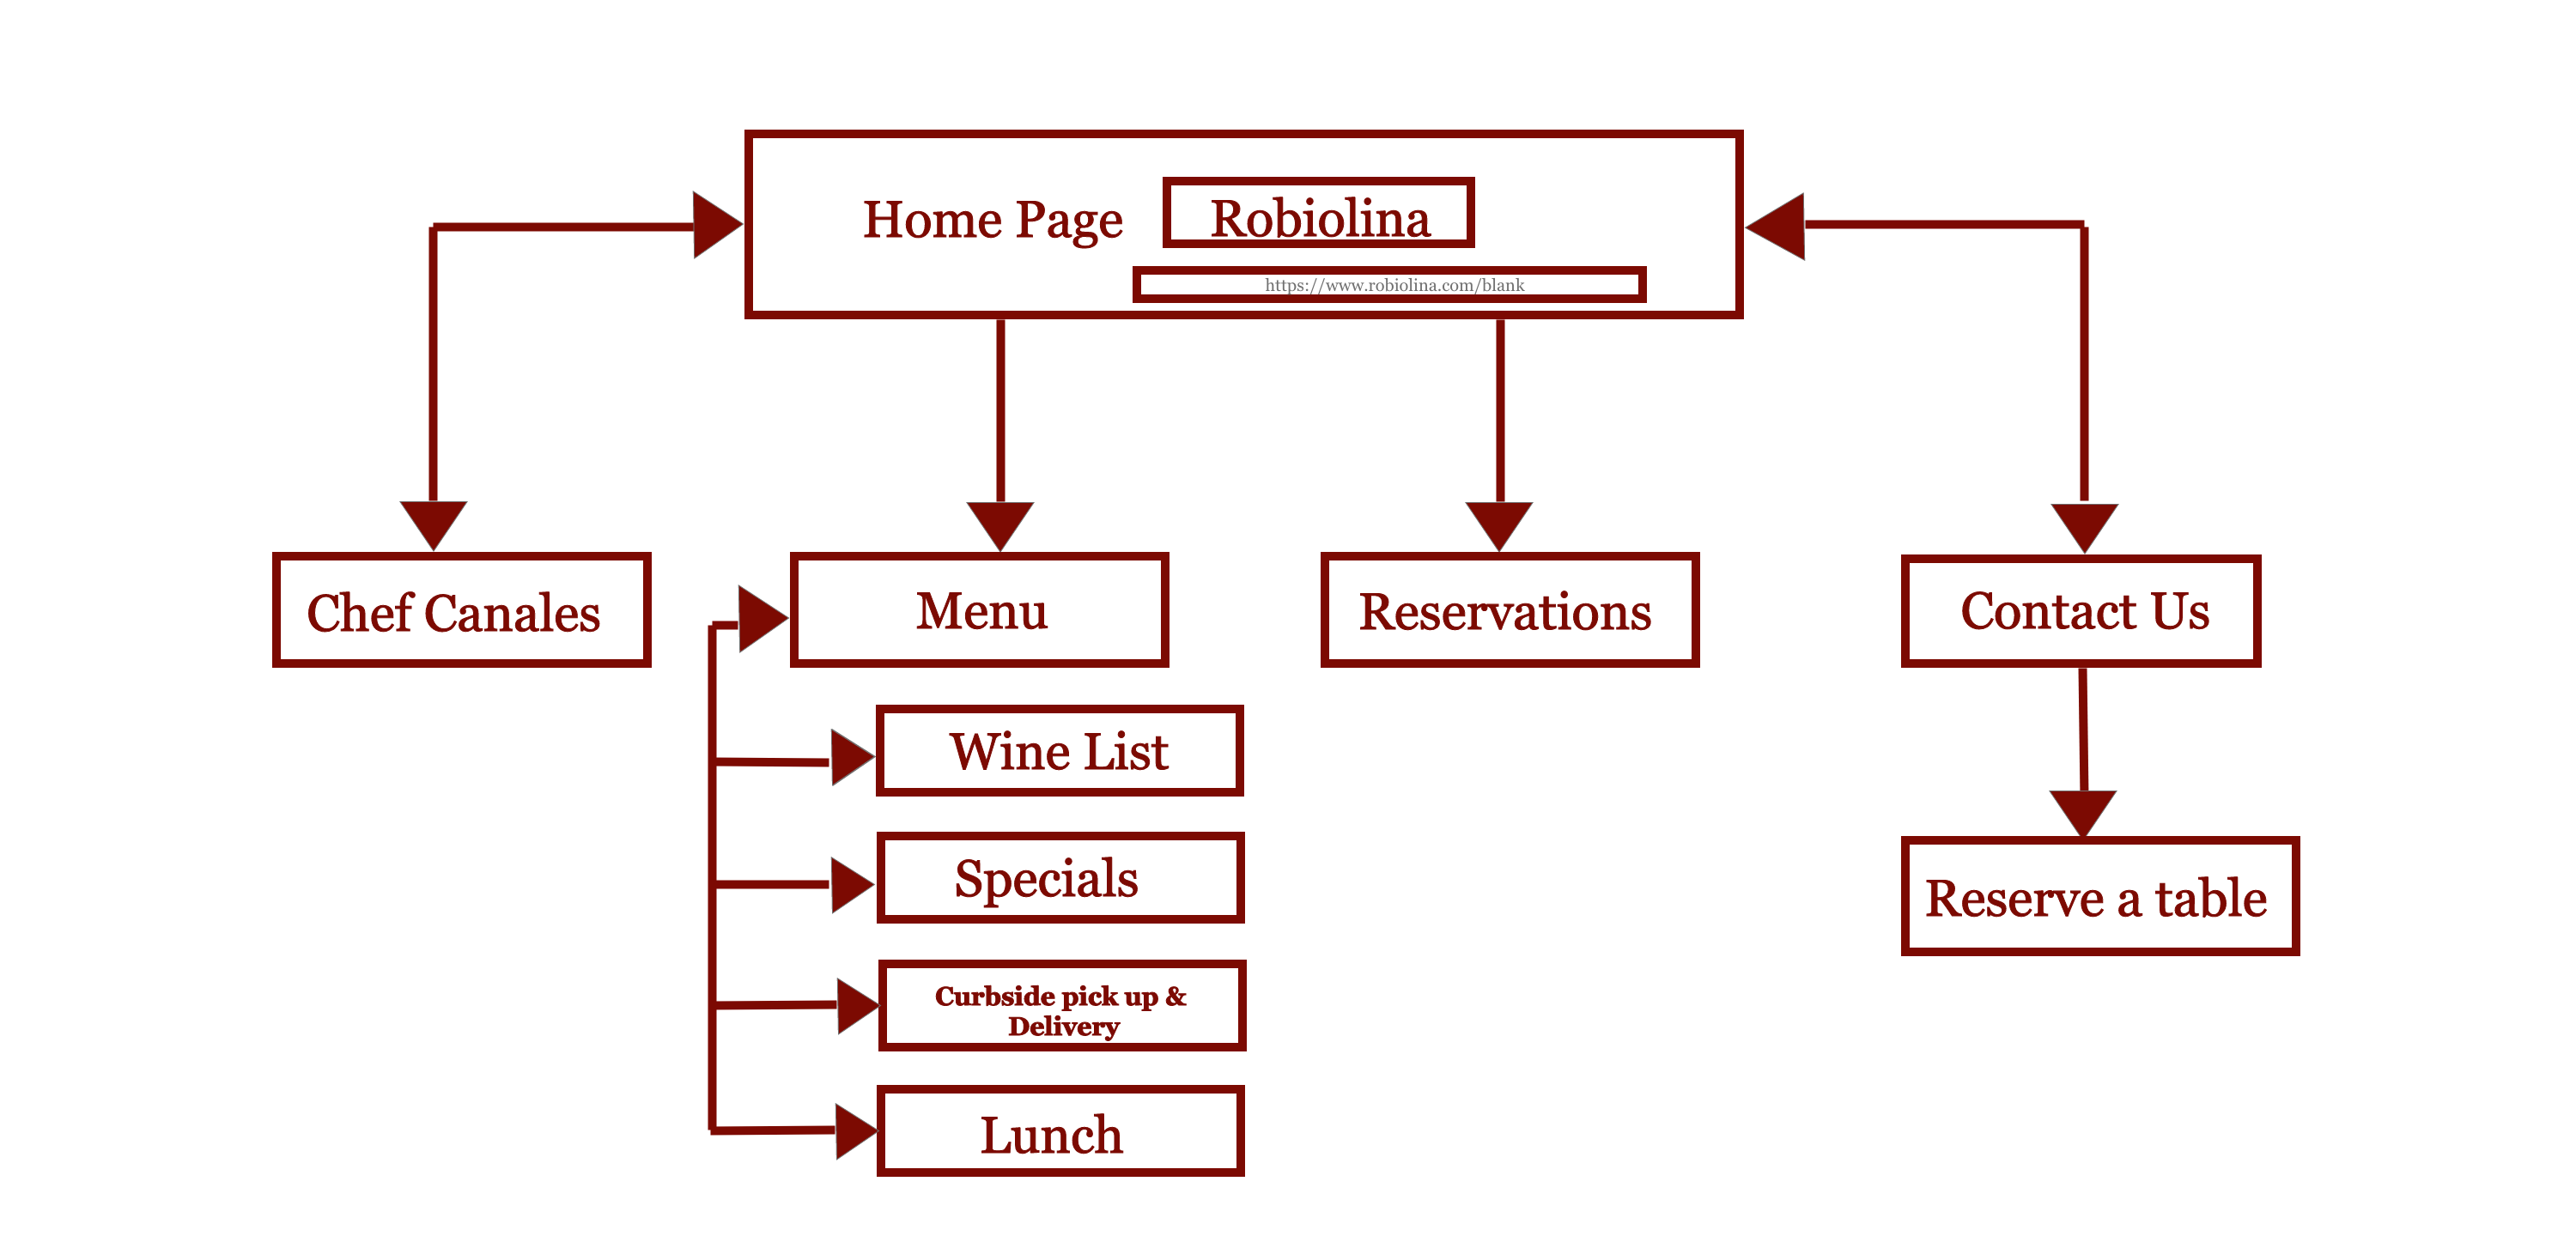 Home Page Robiolina
https://www.robiolina.com/blank
Chef Canales
Menu
Reservations
Contact Us
Wine List
Specials
Reserve a table
Curbside pick up &
Delivery
Lunch